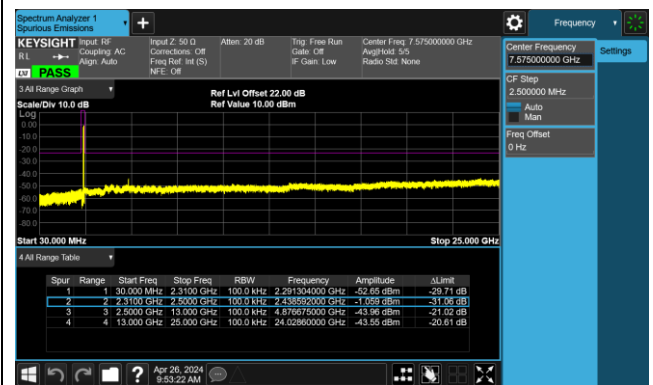 Spectrum Analyzer 1
Spurious Emissions
Frequency
KEYSIGHT
RL
Input: RF
Coupling: AC
Align: Auto
Input Z: 50 Ω
Corrections: Off
Freq Ref: Int (S)
NFE: Off
Atten: 20 dB
Trig: Free Run
Gate: Off
IF Gain: Low
Center Freq: 7.575000000 GHz
Avg|Hold: 5/5
Radio Std: None
LXI
PASS
3 All Range Graph
Scale/Div 10.0 dB
Ref Lvl Offset 22.00 dB
Ref Value 10.00 dBm
Log
0.00
-10.0
-20.0
-30.0
-40.0
-50.0
-60.0
-70.0
-80.0
Start 30.000 MHz
Stop 25.000 GHz
4 All Range Table
Spur Range Start Freq Stop Freq RBW Frequency Amplitude ΔLimit
1 1 30.000 MHz 2.3100 GHz 100.0 kHz 2.291304000 GHz -52.65 dBm -29.71 dB
2 2 2.3100 GHz 2.5000 GHz 100.0 kHz 2.438592000 GHz -1.059 dBm -31.06 dB
3 3 2.5000 GHz 13.000 GHz 100.0 kHz 4.876675000 GHz -43.96 dBm -21.02 dB
4 4 13.000 GHz 25.000 GHz 100.0 kHz 24.02860000 GHz -43.55 dBm -20.61 dB
Apr 26, 2024
9:53:22 AM
Center Frequency
7.575000000 GHz
Settings
CF Step
2.500000 MHz
Auto
Man
Freq Offset
0 Hz